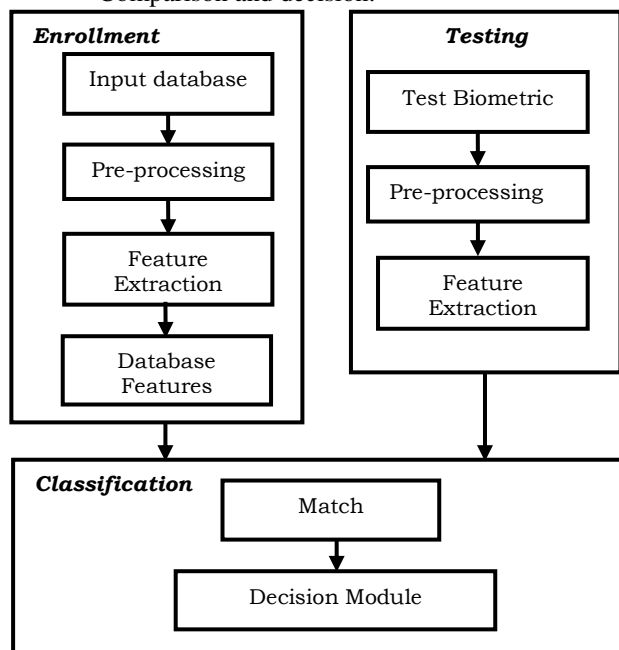 Comparison and decision.
Enrollment
Input database
Pre-processing
Feature
Extraction
Database
Features
Testing
Test Biometric
Pre-processing
Feature
Extraction
Classification
Match
Decision Module